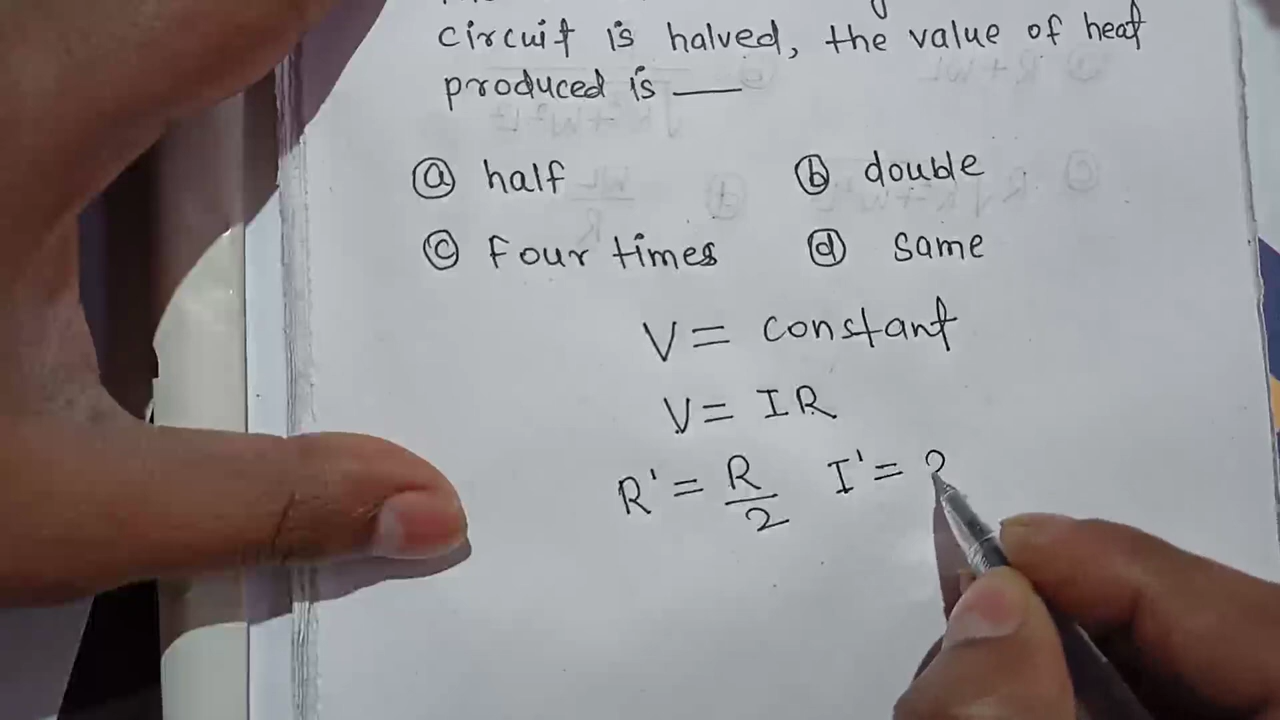 circuit is halved, the value of heat
produced is ___
ⓐ half ⓑ double
ⓒ four times ⓓ same
V = constant
V = IR
R' = R/2 I' = 2